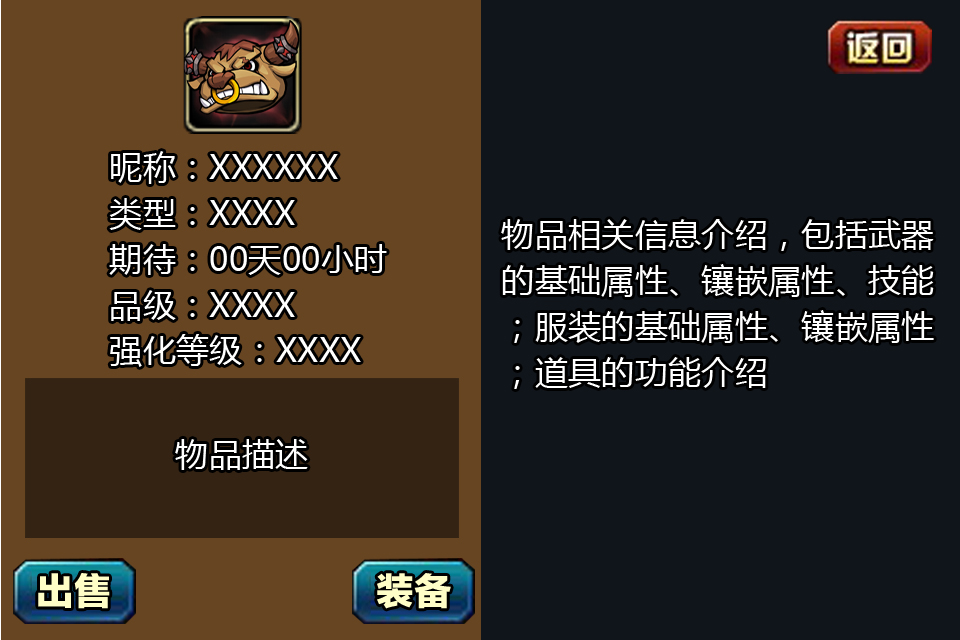 昵称：XXXXXX
类型：XXXX
期待：00天00小时
品级：XXXX
强化等级：XXXX
物品描述
出售
装备
返回
物品相关信息介绍，包括武器
的基础属性、镶嵌属性、技能
；服装的基础属性、镶嵌属性
；道具的功能介绍